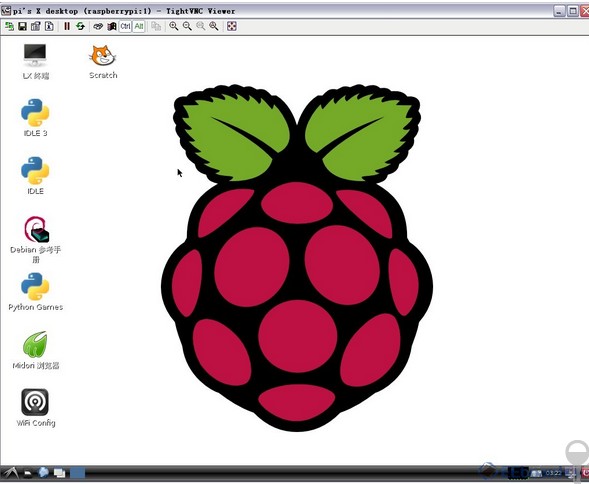 pi's X desktop (raspberrypi:1) - TightVNC Viewer
Ctrl Alt
LX 终端
Scratch
IDLE 3
IDLE
Debian 参考手
册
Python Games
Midori 浏览器
WiFi Config
03:22